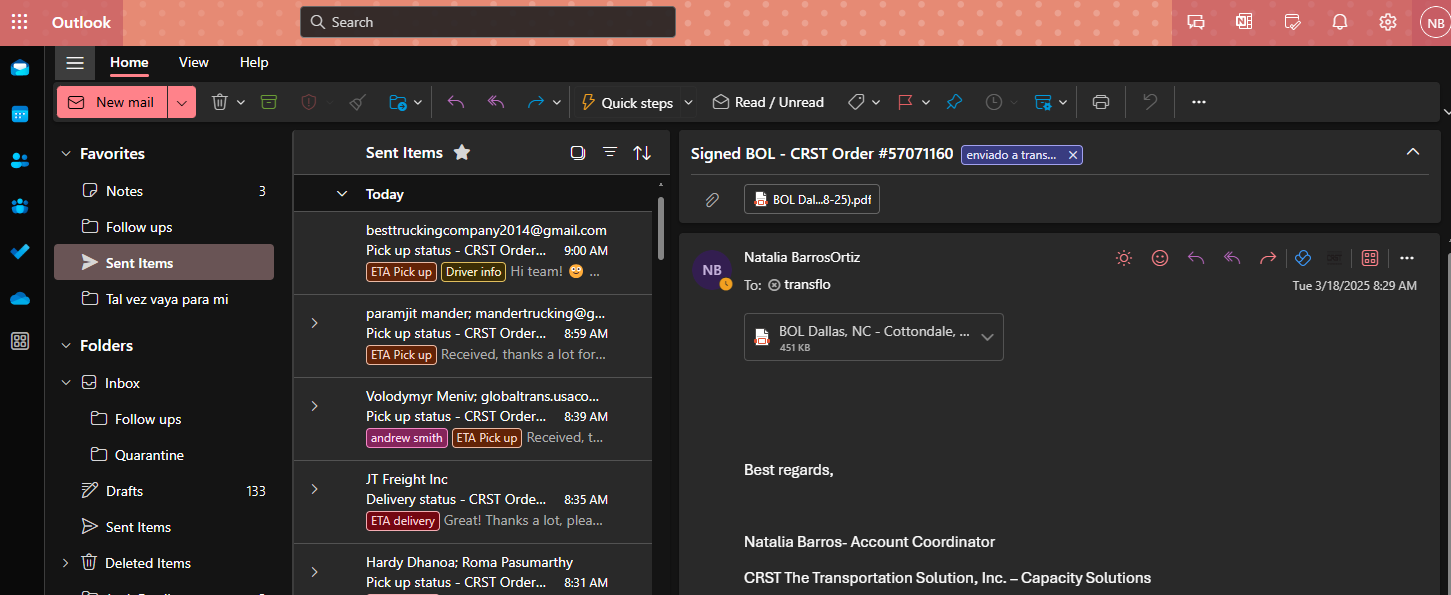 Outlook
Search
NB
Home View Help
New mail
Quick steps
Read / Unread
Favorites
Notes 3
Follow ups
Sent Items
Tal vez vaya para mi
Folders
Inbox
Follow ups
Quarantine
Drafts 133
Sent Items
Deleted Items
Sent Items
Today
besttruckingcompany2014@gmail.com
Pick up status - CRST Order... 9:00 AM
ETA Pick up Driver info Hi team! 😊 ...
paramjit mander; mandertrucking@g...
Pick up status - CRST Order... 8:59 AM
ETA Pick up Received, thanks a lot for...
Volodymyr Meniv; globaltrans.usaco...
Pick up status - CRST Order... 8:39 AM
andrew smith ETA Pick up Received, t...
JT Freight Inc
Delivery status - CRST Orde... 8:35 AM
ETA delivery Great! Thanks a lot, plea...
Hardy Dhanoa; Roma Pasumarthy
Pick up status - CRST Order... 8:31 AM
Signed BOL - CRST Order #57071160 enviado a trans...
BOL Dal...8-25).pdf
NB
Natalia BarrosOrtiz
To: transflo
Tue 3/18/2025 8:29 AM
BOL Dallas, NC - Cottondale, ...
451 KB
Best regards,
Natalia Barros- Account Coordinator
CRST The Transportation Solution, Inc. – Capacity Solutions